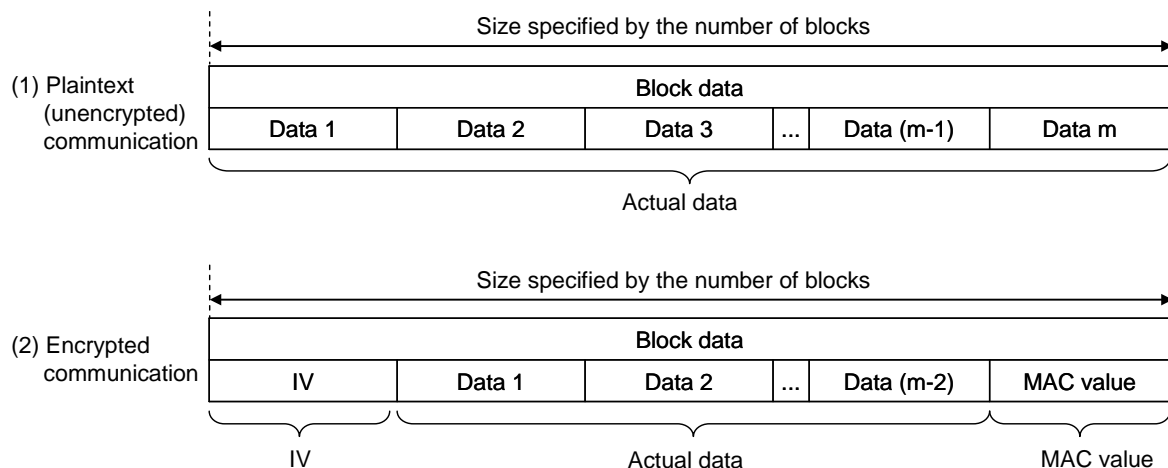 Size specified by the number of blocks
(1) Plaintext
(unencrypted)
communication
Block data
Data 1 Data 2 Data 3 ... Data (m-1) Data m
Actual data
Size specified by the number of blocks
(2) Encrypted
communication
Block data
IV Data 1 Data 2 ... Data (m-2) MAC value
IV Actual data MAC value